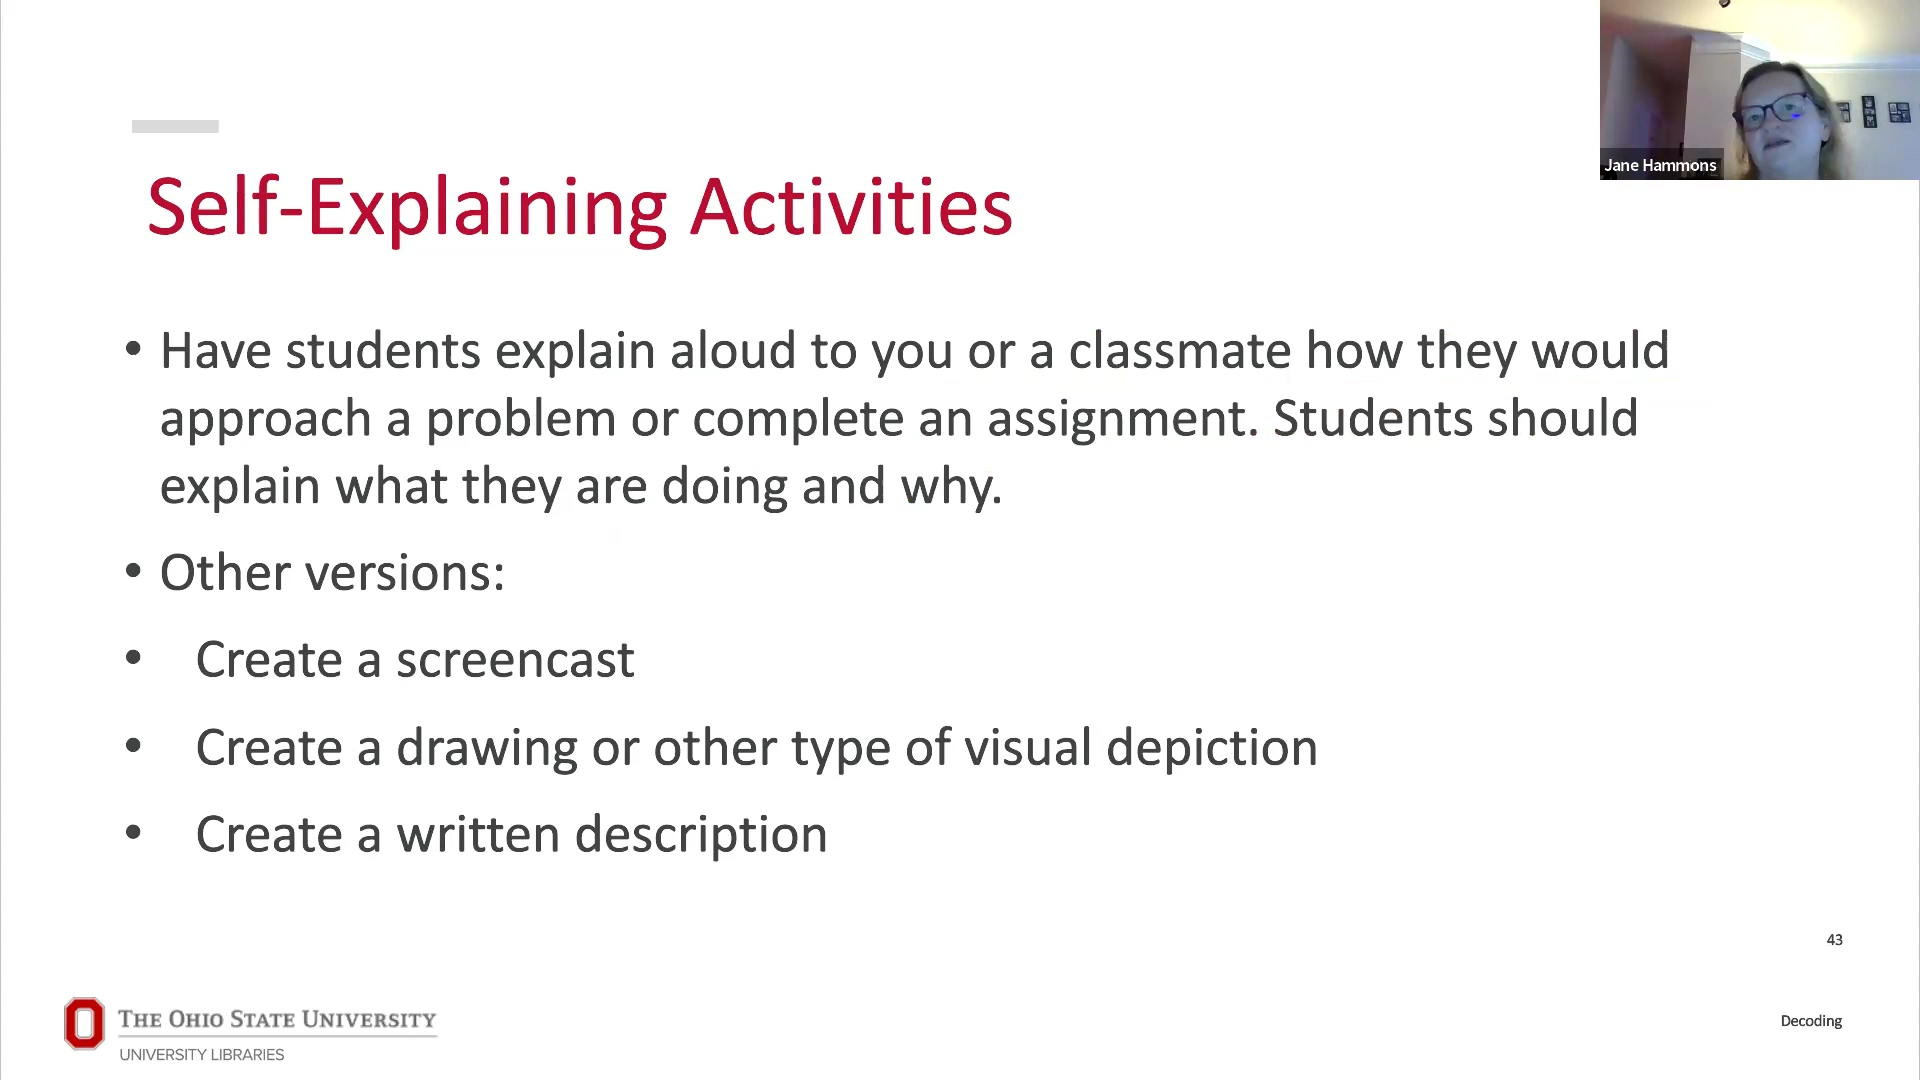 Jane Hammons
Self-Explaining Activities
• Have students explain aloud to you or a classmate how they would
approach a problem or complete an assignment. Students should
explain what they are doing and why.
• Other versions:
• Create a screencast
• Create a drawing or other type of visual depiction
• Create a written description
43
THE OHIO STATE UNIVERSITY
UNIVERSITY LIBRARIES
Decoding